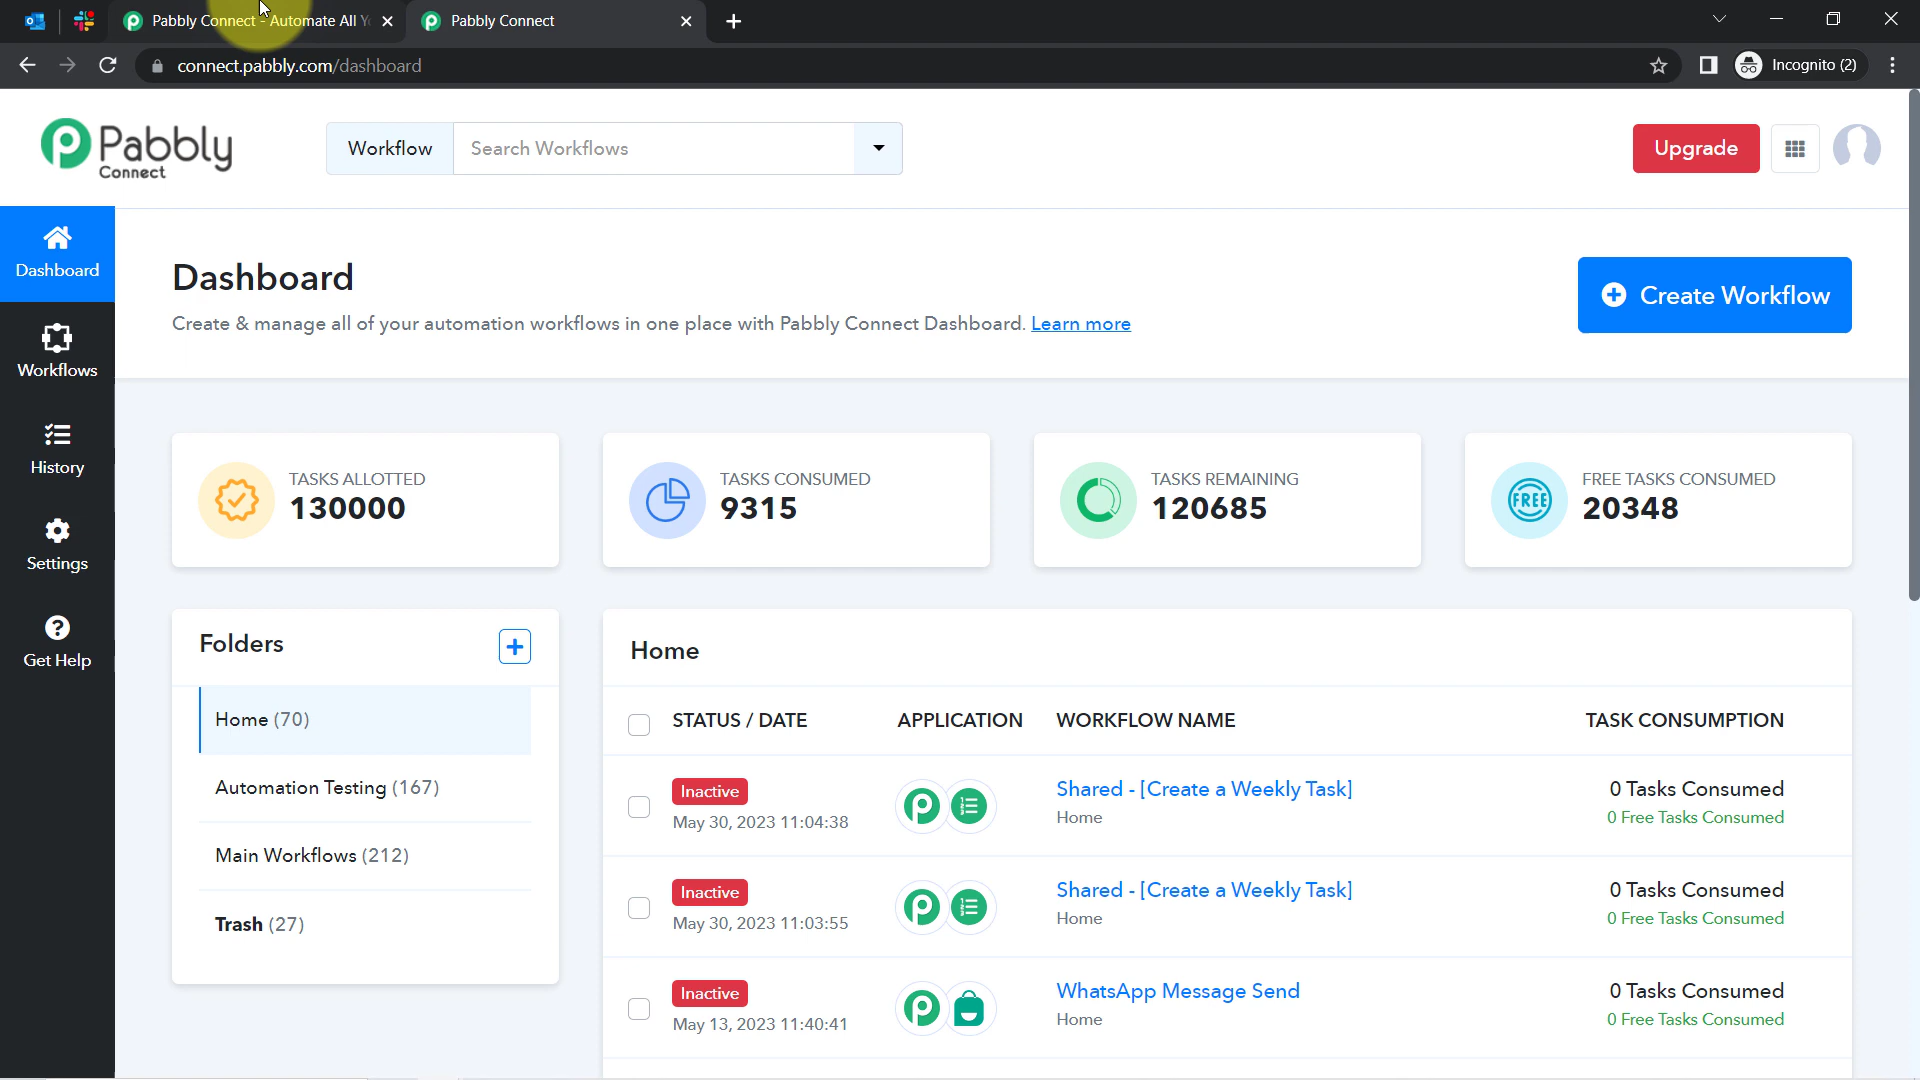 Pabbly Connect - Automate All Y
Pabbly Connect
connect.pabbly.com/dashboard
Incognito (2)
Pabbly
Connect
Workflow
Search Workflows
Upgrade
Dashboard
Workflows
History
Settings
Get Help
Dashboard
Create & manage all of your automation workflows in one place with Pabbly Connect Dashboard. Learn more
Create Workflow
TASKS ALLOTTED
130000
TASKS CONSUMED
9315
TASKS REMAINING
120685
FREE
FREE TASKS CONSUMED
20348
Folders
Home (70)
Automation Testing (167)
Main Workflows (212)
Trash (27)
Home
STATUS / DATE APPLICATION WORKFLOW NAME TASK CONSUMPTION
Inactive Shared - [Create a Weekly Task] 0 Tasks Consumed
May 30, 2023 11:04:38 Home 0 Free Tasks Consumed
Inactive Shared - [Create a Weekly Task] 0 Tasks Consumed
May 30, 2023 11:03:55 Home 0 Free Tasks Consumed
Inactive WhatsApp Message Send 0 Tasks Consumed
May 13, 2023 11:40:41 Home 0 Free Tasks Consumed